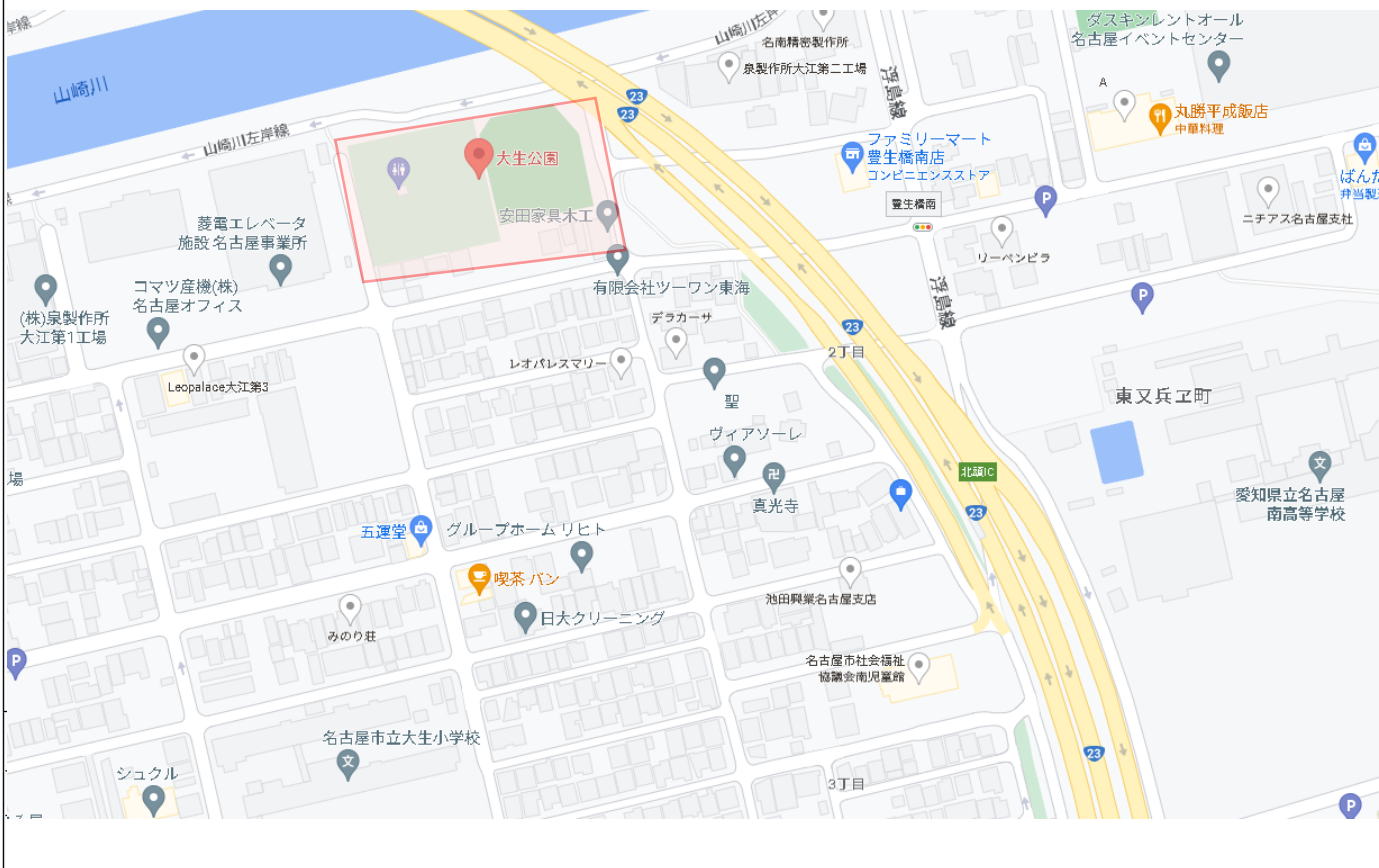 岸線
山崎川
山崎川左岸線
山崎川左
名南精密製作所
泉製作所大江第二工場
浮島線
ダスキンレントオール
名古屋イベントセンター
A
丸勝平成飯店
中華料理
23
23
大生公園
ファミリーマート
豊生橋南店
コンビニエンスストア
ばんだ
弁当製
P
豊生橋南
ニチアス名古屋支社
安田家具木工
菱電エレベータ
施設名古屋事業所
リーペンビラ
有限会社ツーワン東海
コマツ産機(株)
名古屋オフィス
(株)泉製作所
大江第1工場
浮島線
P
デラカーサ
23
2丁目
レオパレスマリー
Leopalace大江第3
聖
東又兵ヱ町
ヴィアソーレ
場
北頭IC
文
真光寺
愛知県立名古屋
南高等学校
23
五運堂
グループホーム リヒト
喫茶 バン
池田興業名古屋支店
日大クリーニング
みのり荘
P
名古屋市社会福祉
協議会南児童館
名古屋市立大生小学校
文
23
シュクル
3丁目
P